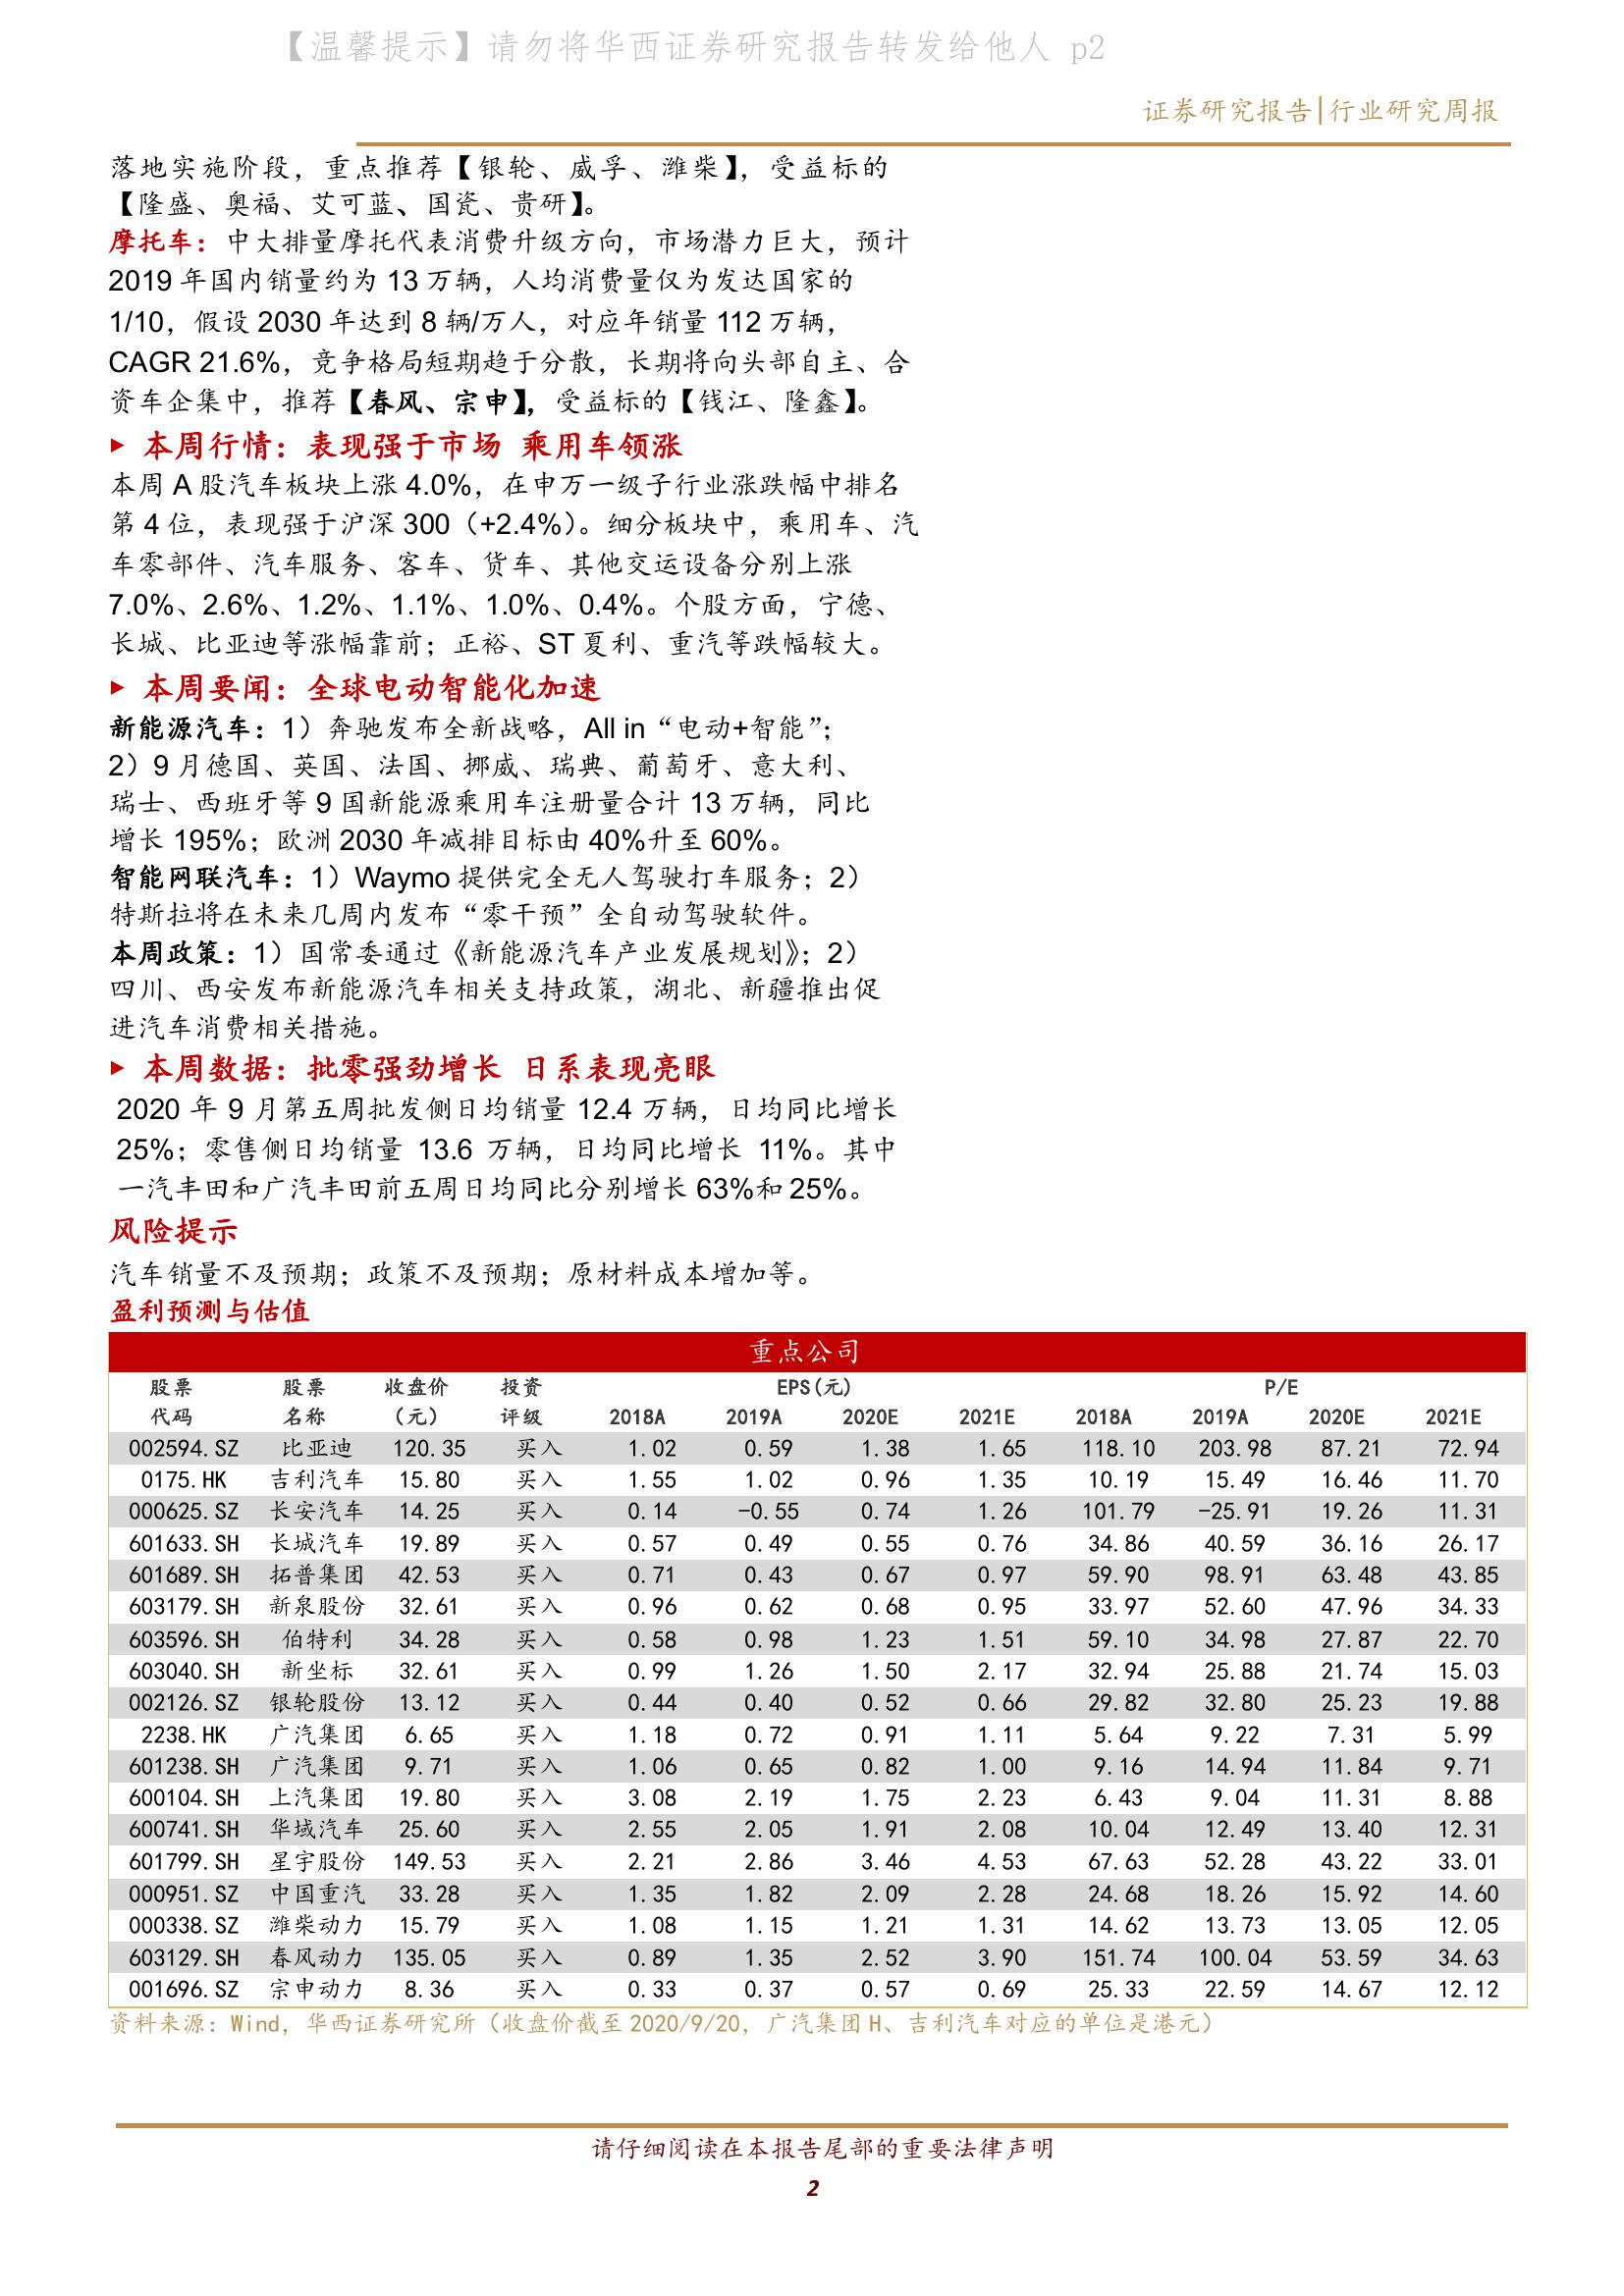 【温馨提示】请勿将华西证券研究报告转发给他人 p2
证券研究报告|行业研究周报
落地实施阶段，重点推荐【银轮、威孚、潍柴】，受益标的
【隆盛、奥福、艾可蓝、国瓷、贵研】。
摩托车：中大排量摩托代表消费升级方向，市场潜力巨大，预计
2019 年国内销量约为 13 万辆，人均消费量仅为发达国家的
1/10，假设 2030 年达到 8 辆/万人，对应年销量 112 万辆，
CAGR 21.6%，竞争格局短期趋于分散，长期将向头部自主、合
资车企集中，推荐【春风、宗申】，受益标的【钱江、隆鑫】。
▶ 本周行情：表现强于市场 乘用车领涨
本周 A 股汽车板块上涨 4.0%，在申万一级子行业涨跌幅中排名
第 4 位，表现强于沪深 300（+2.4%）。细分板块中，乘用车、汽
车零部件、汽车服务、客车、货车、其他交运设备分别上涨
7.0%、2.6%、1.2%、1.1%、1.0%、0.4%。个股方面，宁德、
长城、比亚迪等涨幅靠前；正裕、ST 夏利、重汽等跌幅较大。
▶ 本周要闻：全球电动智能化加速
新能源汽车：1）奔驰发布全新战略，All in“电动+智能”；
2）9 月德国、英国、法国、挪威、瑞典、葡萄牙、意大利、
瑞士、西班牙等 9 国新能源乘用车注册量合计 13 万辆，同比
增长 195%；欧洲 2030 年减排目标由 40%升至 60%。
智能网联汽车：1）Waymo 提供完全无人驾驶打车服务；2）
特斯拉将在未来几周内发布“零干预”全自动驾驶软件。
本周政策：1）国常委通过《新能源汽车产业发展规划》；2）
四川、西安发布新能源汽车相关支持政策，湖北、新疆推出促
进汽车消费相关措施。
▶ 本周数据：批零强劲增长 日系表现亮眼
2020 年 9 月第五周批发侧日均销量 12.4 万辆，日均同比增长
25%；零售侧日均销量 13.6 万辆，日均同比增长 11%。其中
一汽丰田和广汽丰田前五周日均同比分别增长 63%和 25%。
风险提示
汽车销量不及预期；政策不及预期；原材料成本增加等。
盈利预测与估值
重点公司
股票 股票 收盘价 投资 EPS(元) P/E
代码 名称 （元） 评级 2018A 2019A 2020E 2021E 2018A 2019A 2020E 2021E
002594.SZ 比亚迪 120.35 买入 1.02 0.59 1.38 1.65 118.10 203.98 87.21 72.94
0175.HK 吉利汽车 15.80 买入 1.55 1.02 0.96 1.35 10.19 15.49 16.46 11.70
000625.SZ 长安汽车 14.25 买入 0.14 -0.55 0.74 1.26 101.79 -25.91 19.26 11.31
601633.SH 长城汽车 19.89 买入 0.57 0.49 0.55 0.76 34.86 40.59 36.16 26.17
601689.SH 拓普集团 42.53 买入 0.71 0.43 0.67 0.97 59.90 98.91 63.48 43.85
603179.SH 新泉股份 32.61 买入 0.96 0.62 0.68 0.95 33.97 52.60 47.96 34.33
603596.SH 伯特利 34.28 买入 0.58 0.98 1.23 1.51 59.10 34.98 27.87 22.70
603040.SH 新坐标 32.61 买入 0.99 1.26 1.50 2.17 32.94 25.88 21.74 15.03
002126.SZ 银轮股份 13.12 买入 0.44 0.40 0.52 0.66 29.82 32.80 25.23 19.88
2238.HK 广汽集团 6.65 买入 1.18 0.72 0.91 1.11 5.64 9.22 7.31 5.99
601238.SH 广汽集团 9.71 买入 1.06 0.65 0.82 1.00 9.16 14.94 11.84 9.71
600104.SH 上汽集团 19.80 买入 3.08 2.19 1.75 2.23 6.43 9.04 11.31 8.88
600741.SH 华域汽车 25.60 买入 2.55 2.05 1.91 2.08 10.04 12.49 13.40 12.31
601799.SH 星宇股份 149.53 买入 2.21 2.86 3.46 4.53 67.63 52.28 43.22 33.01
000951.SZ 中国重汽 33.28 买入 1.35 1.82 2.09 2.28 24.68 18.26 15.92 14.60
000338.SZ 潍柴动力 15.79 买入 1.08 1.15 1.21 1.31 14.62 13.73 13.05 12.05
603129.SH 春风动力 135.05 买入 0.89 1.35 2.52 3.90 151.74 100.04 53.59 34.63
001696.SZ 宗申动力 8.36 买入 0.33 0.37 0.57 0.69 25.33 22.59 14.67 12.12
资料来源：Wind，华西证券研究所（收盘价截至 2020/9/20，广汽集团 H、吉利汽车对应的单位是港元）
请仔细阅读在本报告尾部的重要法律声明
2